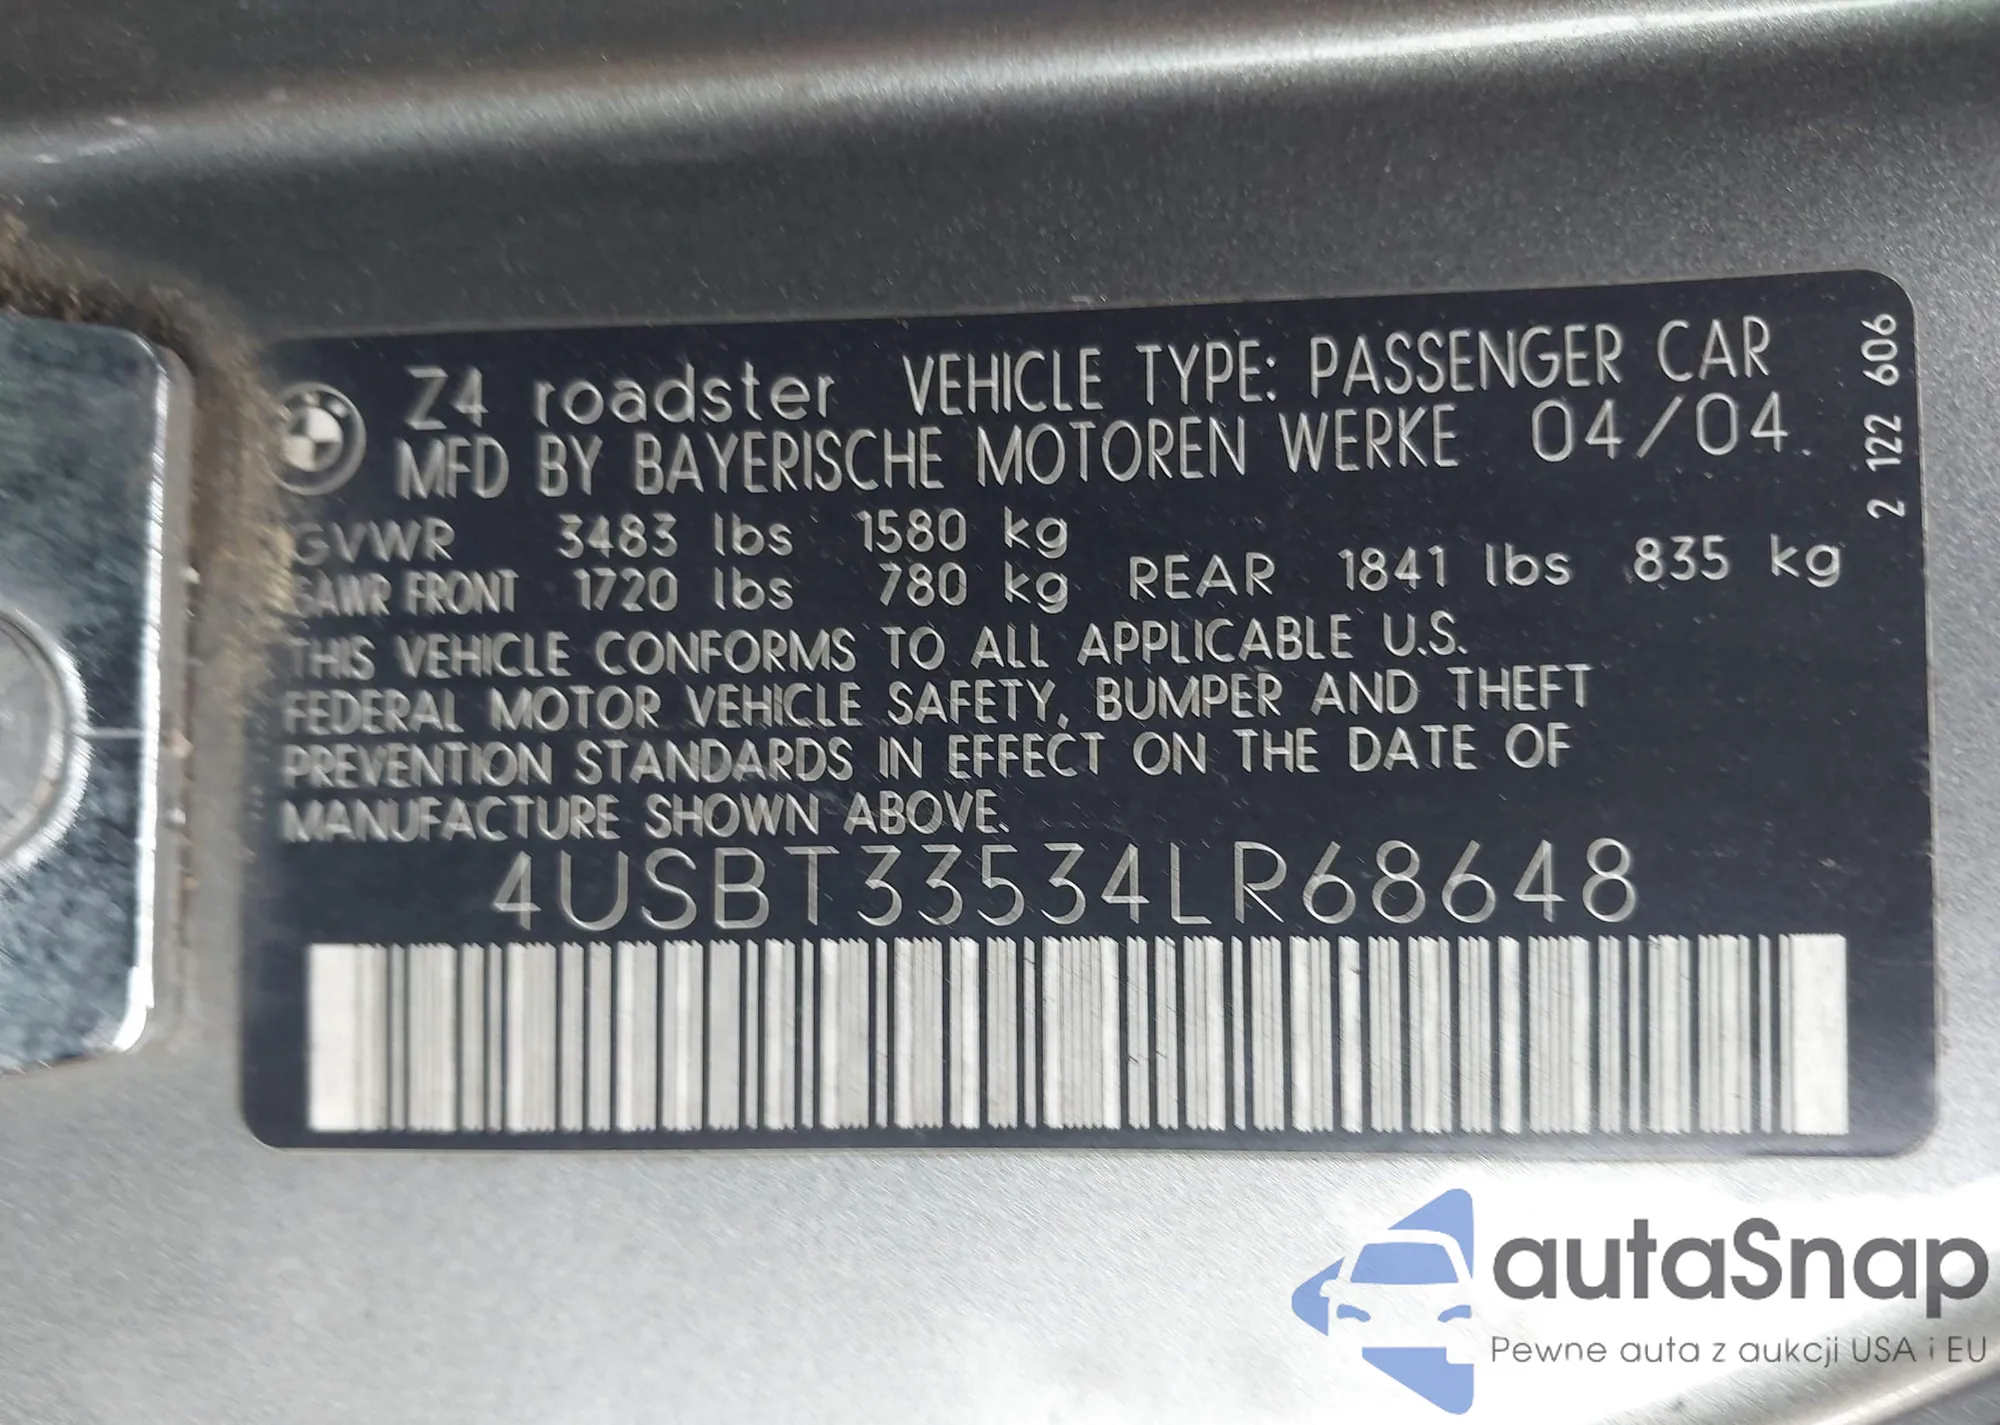 Z4 roadster VEHICLE TYPE: PASSENGER CAR
MFD BY BAYERISCHE MOTOREN WERKE 04/04
GVWR 3483 lbs 1580 kg
GAWR FRONT 1720 lbs 780 kg REAR 1841 lbs 835 kg
THIS VEHICLE CONFORMS TO ALL APPLICABLE U.S.
FEDERAL MOTOR VEHICLE SAFETY, BUMPER AND THEFT
PREVENTION STANDARDS IN EFFECT ON THE DATE OF
MANUFACTURE SHOWN ABOVE.
4USBT33534LR68648
2 122 606
autaSnap
Pewne auta z aukcji USA i EU